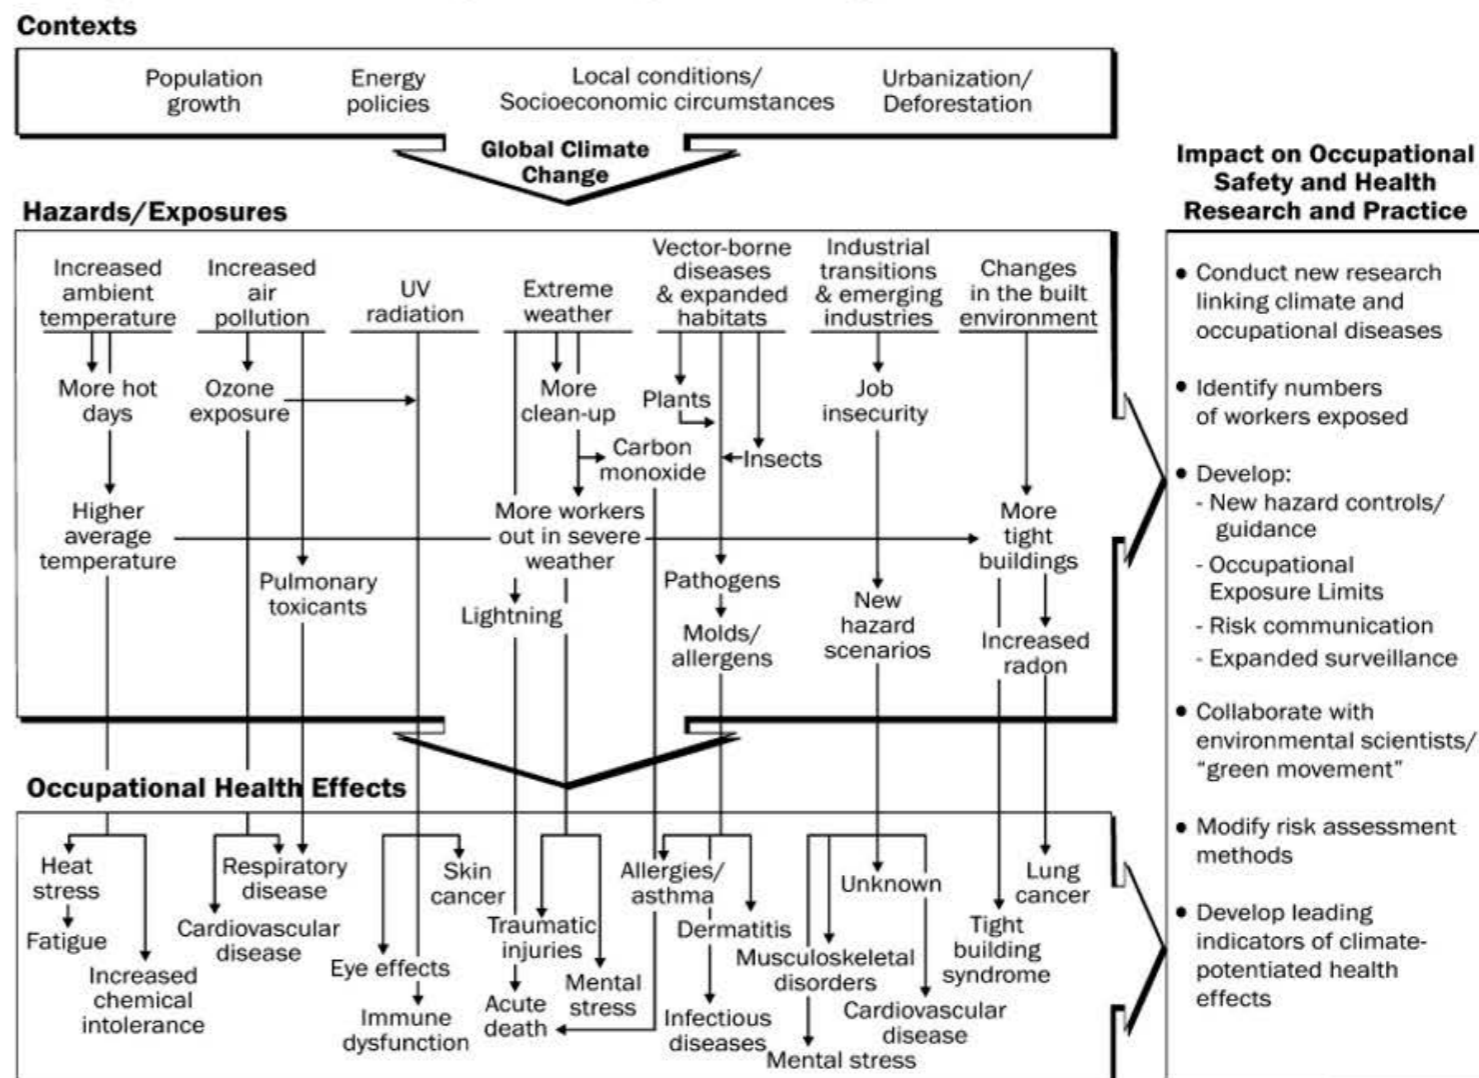 Contexts
Population
growth
Energy
policies
Local conditions/
Socioeconomic circumstances
Urbanization/
Deforestation
Global Climate
Change
Hazards/Exposures
Increased
ambient
temperature
Increased
air
pollution
UV
radiation
Extreme
weather
Vector-borne
diseases
& expanded
habitats
Industrial
transitions
& emerging
industries
Changes
in the built
environment
More hot
days
Ozone
exposure
More
clean-up
Plants
Job
insecurity
Carbon
monoxide
Insects
Higher
average
temperature
More workers
out in severe
weather
More
tight
buildings
Pulmonary
toxicants
Lightning
Pathogens
Molds/
allergens
New
hazard
scenarios
Increased
radon
Occupational Health Effects
Heat
stress
Fatigue
Increased
chemical
intolerance
Respiratory
disease
Cardiovascular
disease
Skin
cancer
Eye effects
Immune
dysfunction
Traumatic
injuries
Acute
death
Mental
stress
Allergies/
asthma
Dermatitis
Infectious
diseases
Unknown
Musculoskeletal
disorders
Cardiovascular
disease
Mental stress
Lung
cancer
Tight
building
syndrome
Impact on Occupational
Safety and Health
Research and Practice
• Conduct new research
linking climate and
occupational diseases
• Identify numbers
of workers exposed
• Develop:
- New hazard controls/
guidance
- Occupational
Exposure Limits
- Risk communication
- Expanded surveillance
• Collaborate with
environmental scientists/
“green movement”
• Modify risk assessment
methods
• Develop leading
indicators of climate-
potentiated health
effects